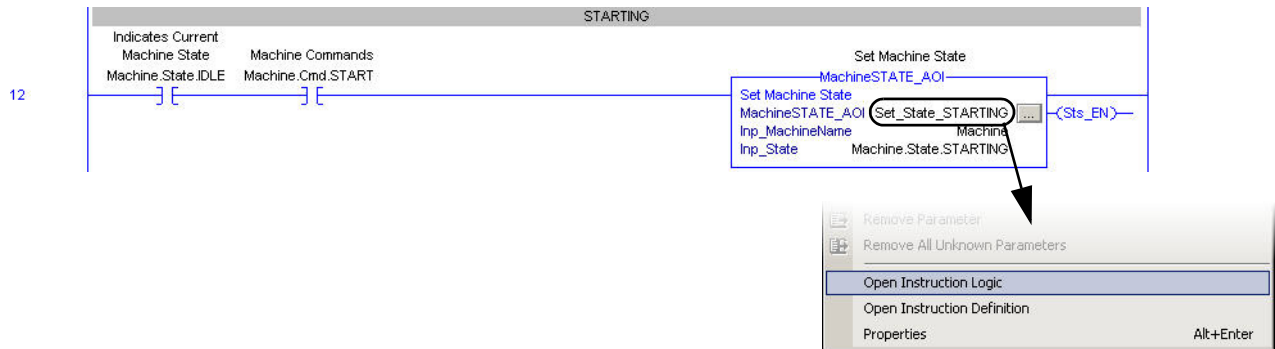 STARTING
Indicates Current
Machine State
Machine.State.IDLE
Machine Commands
Machine.Cmd.START
Set Machine State
MachineSTATE_AOI
12
Set Machine State
MachineSTATE_AOI Set_State_STARTING ... (Sts_EN)
Inp_MachineName Machine
Inp_State Machine.State.STARTING
Remove Parameter
Remove All Unknown Parameters
Open Instruction Logic
Open Instruction Definition
Properties Alt+Enter